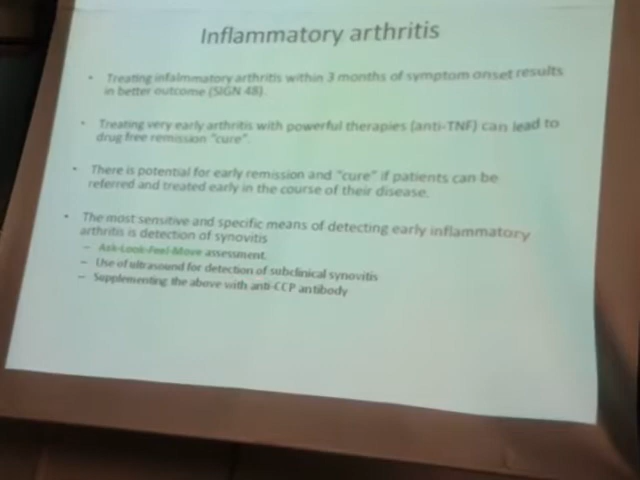 Inflammatory arthritis
• Treating infalmmatory arthritis within 3 months of symptom onset results
in better outcome (SIGN 48).
• Treating very early arthritis with powerful therapies (anti-TNF) can lead to
drug free remission "cure".
• There is potential for early remission and "cure" if patients can be
referred and treated early in the course of their disease.
• The most sensitive and specific means of detecting early inflammatory
arthritis is detection of synovitis
– Ask-Look-Feel-Move assessment.
– Use of ultrasound for detection of subclinical synovitis
– Supplementing the above with anti-CCP antibody